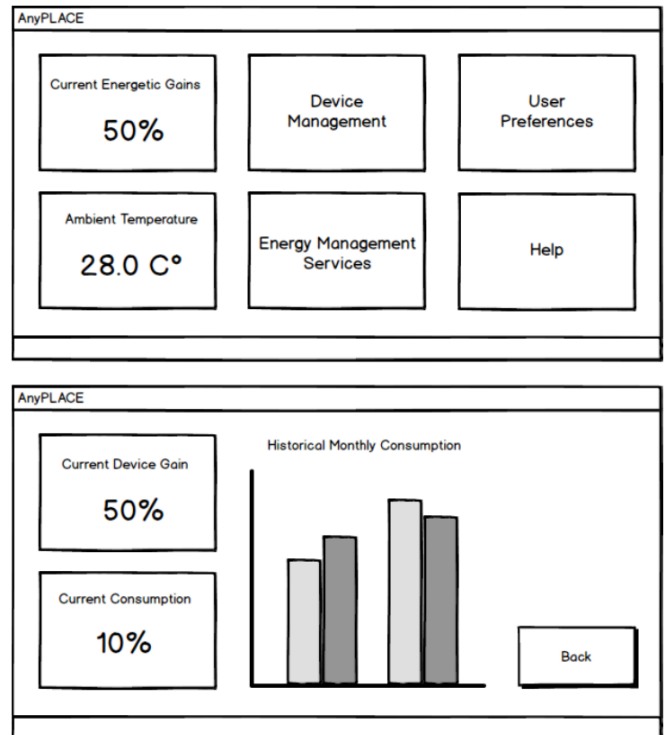 AnyPLACE
Current Energetic Gains
50%
Device
Management
User
Preferences
Ambient Temperature
28.0 C°
Energy Management
Services
Help
AnyPLACE
Current Device Gain
50%
Historical Monthly Consumption
Current Consumption
10%
Back